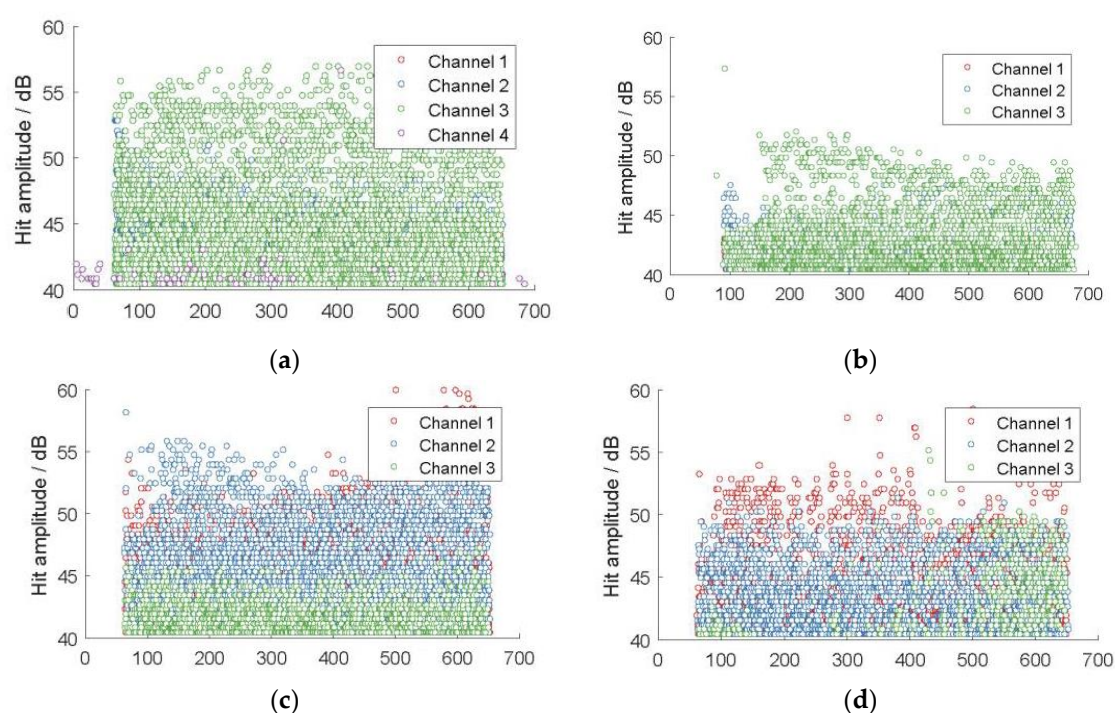 60
55
50
45
40
Hit amplitude / dB
0 100 200 300 400 500 600 700
Channel 1
Channel 2
Channel 3
Channel 4
(a)
60
55
50
45
40
Hit amplitude / dB
0 100 200 300 400 500 600 700
Channel 1
Channel 2
Channel 3
(b)
60
55
50
45
40
Hit amplitude / dB
0 100 200 300 400 500 600 700
Channel 1
Channel 2
Channel 3
(c)
60
55
50
45
40
Hit amplitude / dB
0 100 200 300 400 500 600 700
Channel 1
Channel 2
Channel 3
(d)